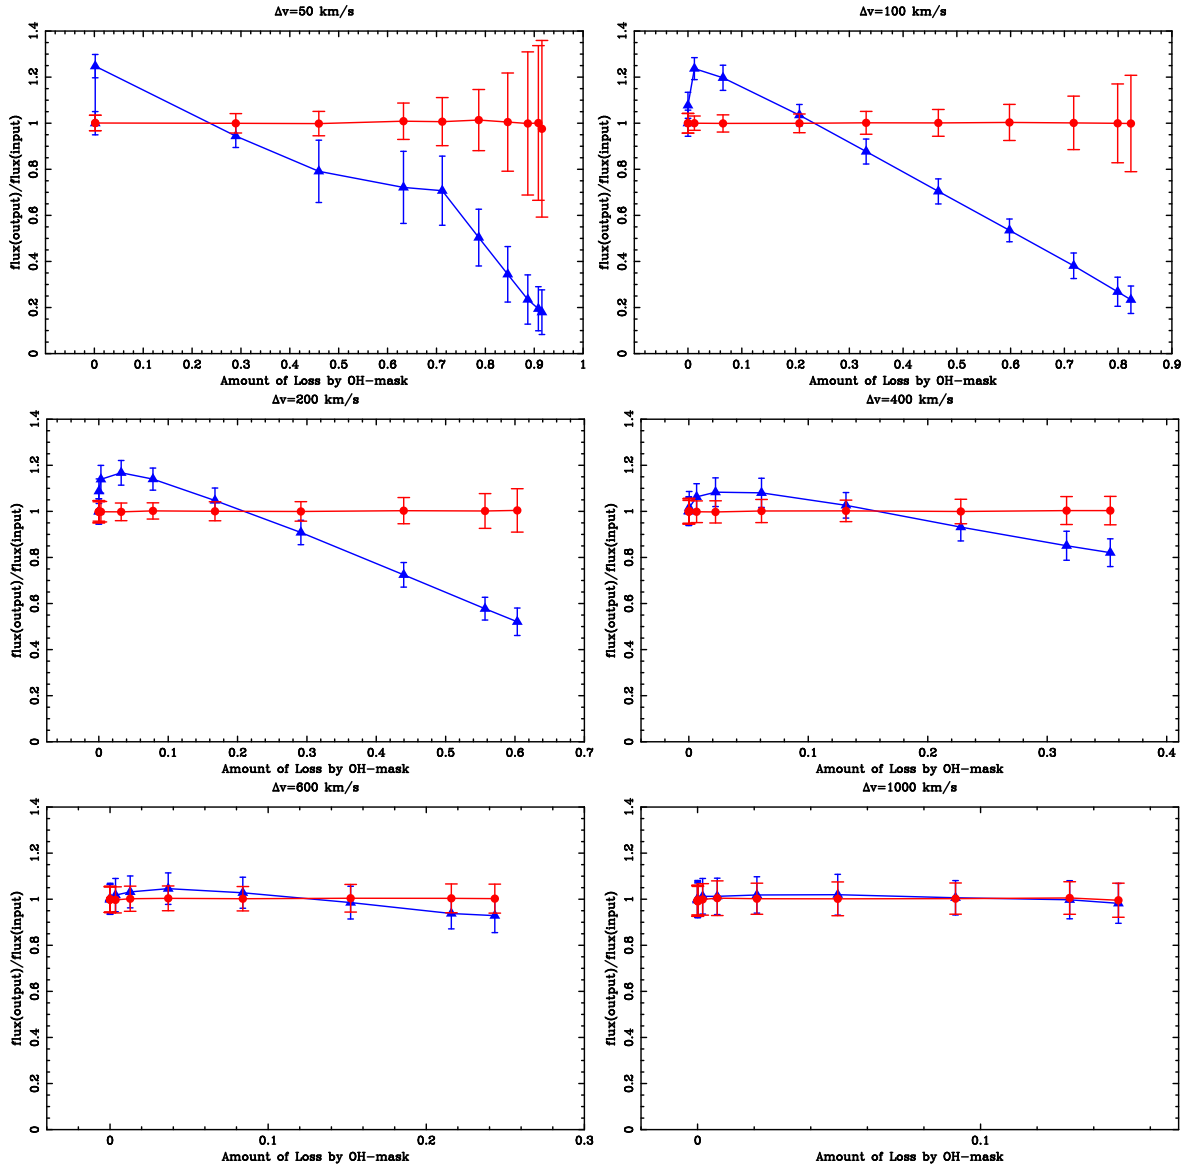 Δv=50 km/s
flux(output)/flux(input)
0 0.2 0.4 0.6 0.8 1 1.2 1.4
0 0.1 0.2 0.3 0.4 0.5 0.6 0.7 0.8 0.9 1
Amount of Loss by OH-mask
Δv=100 km/s
flux(output)/flux(input)
0 0.2 0.4 0.6 0.8 1 1.2 1.4
0 0.1 0.2 0.3 0.4 0.5 0.6 0.7 0.8 0.9
Amount of Loss by OH-mask
Δv=200 km/s
flux(output)/flux(input)
0 0.2 0.4 0.6 0.8 1 1.2 1.4
0 0.1 0.2 0.3 0.4 0.5 0.6 0.7
Amount of Loss by OH-mask
Δv=400 km/s
flux(output)/flux(input)
0 0.2 0.4 0.6 0.8 1 1.2 1.4
0 0.1 0.2 0.3 0.4
Amount of Loss by OH-mask
Δv=600 km/s
flux(output)/flux(input)
0 0.2 0.4 0.6 0.8 1 1.2 1.4
0 0.1 0.2 0.3
Amount of Loss by OH-mask
Δv=1000 km/s
flux(output)/flux(input)
0 0.2 0.4 0.6 0.8 1 1.2 1.4
0 0.1
Amount of Loss by OH-mask